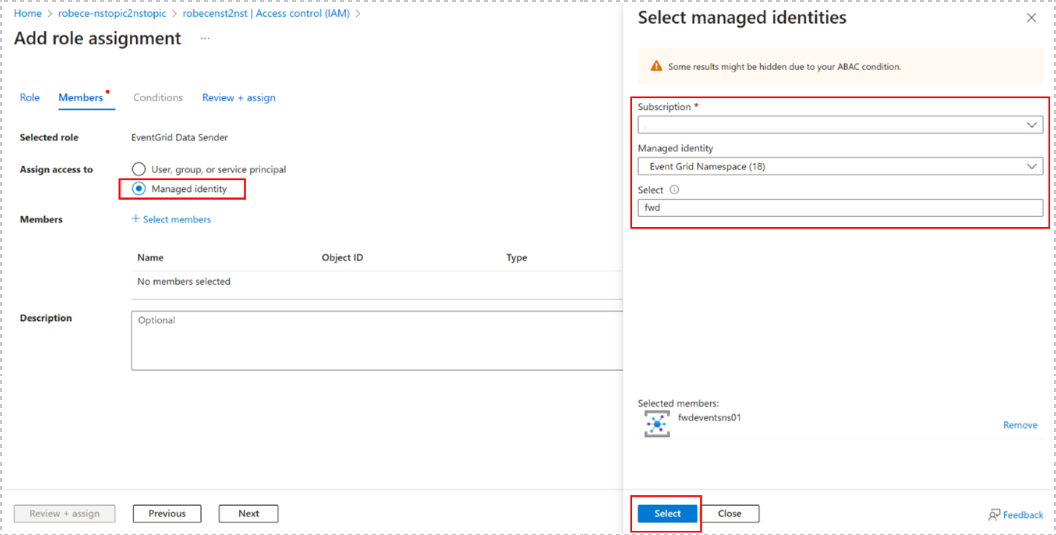 Home > robece-nstopic2nstopic > robecenst2nst | Access control (IAM) >
Add role assignment ...
Role Members Conditions Review + assign
Selected role EventGrid Data Sender
Assign access to User, group, or service principal
Managed identity
Members + Select members
Name Object ID Type
No members selected
Description Optional
Review + assign Previous Next
Select managed identities
Some results might be hidden due to your ABAC condition.
Subscription *
Managed identity
Event Grid Namespace (18)
Select
fwd
Selected members:
fwdeventsns01
Remove
Select Close
Feedback